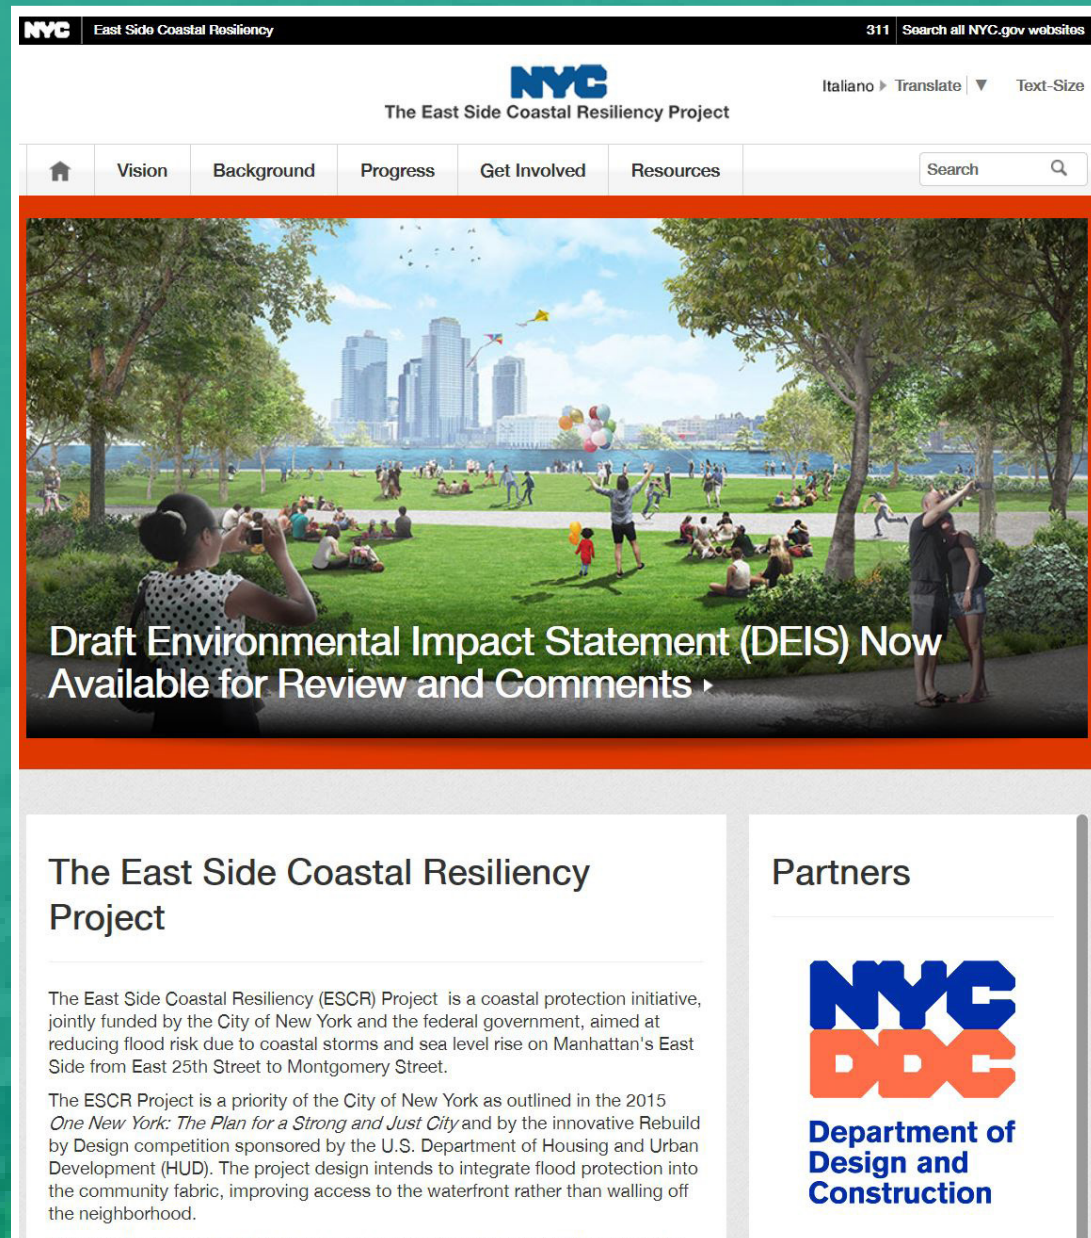 NYC East Side Coastal Resiliency 311 Search all NYC.gov websites
NYC
The East Side Coastal Resiliency Project
Italiano Translate ▼ Text-Size
Vision Background Progress Get Involved Resources Search
Draft Environmental Impact Statement (DEIS) Now
Available for Review and Comments
The East Side Coastal Resiliency
Project
The East Side Coastal Resiliency (ESCR) Project is a coastal protection initiative,
jointly funded by the City of New York and the federal government, aimed at
reducing flood risk due to coastal storms and sea level rise on Manhattan's East
Side from East 25th Street to Montgomery Street.
The ESCR Project is a priority of the City of New York as outlined in the 2015
One New York: The Plan for a Strong and Just City and by the innovative Rebuild
by Design competition sponsored by the U.S. Department of Housing and Urban
Development (HUD). The project design intends to integrate flood protection into
the community fabric, improving access to the waterfront rather than walling off
the neighborhood.
Partners
NYC
DDC
Department of
Design and
Construction